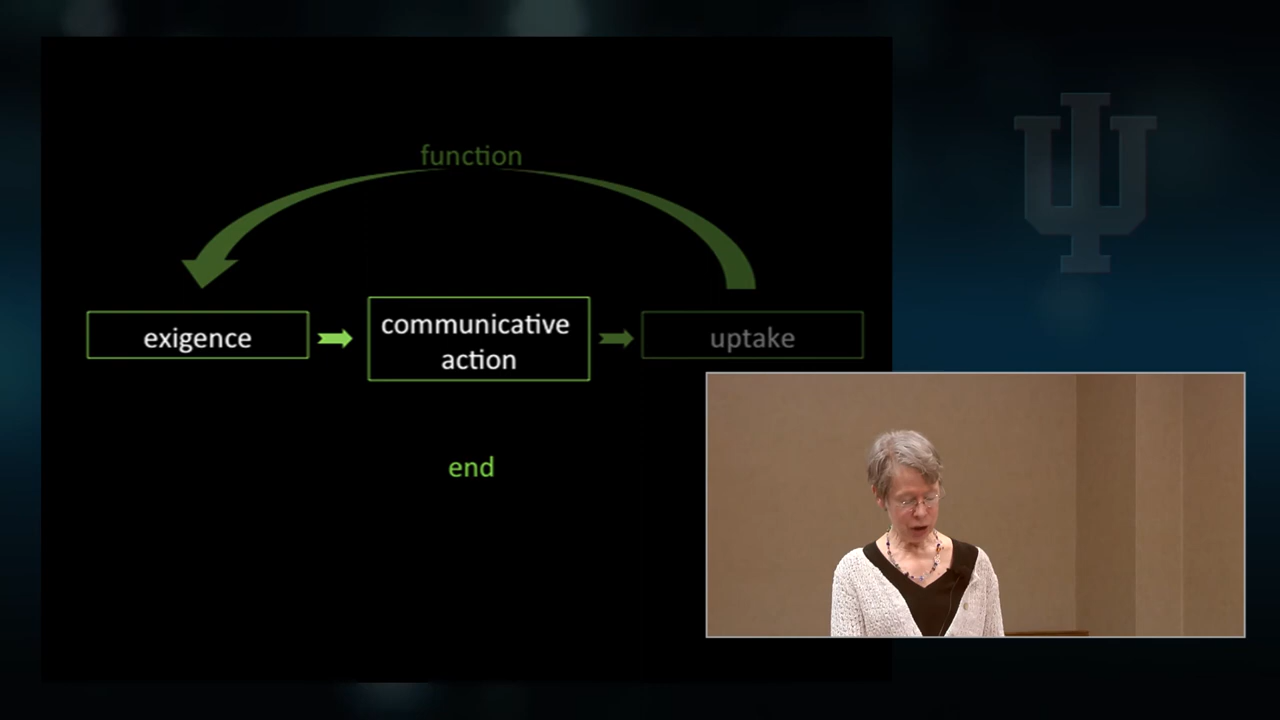 function
exigence
communicative
action
uptake
end